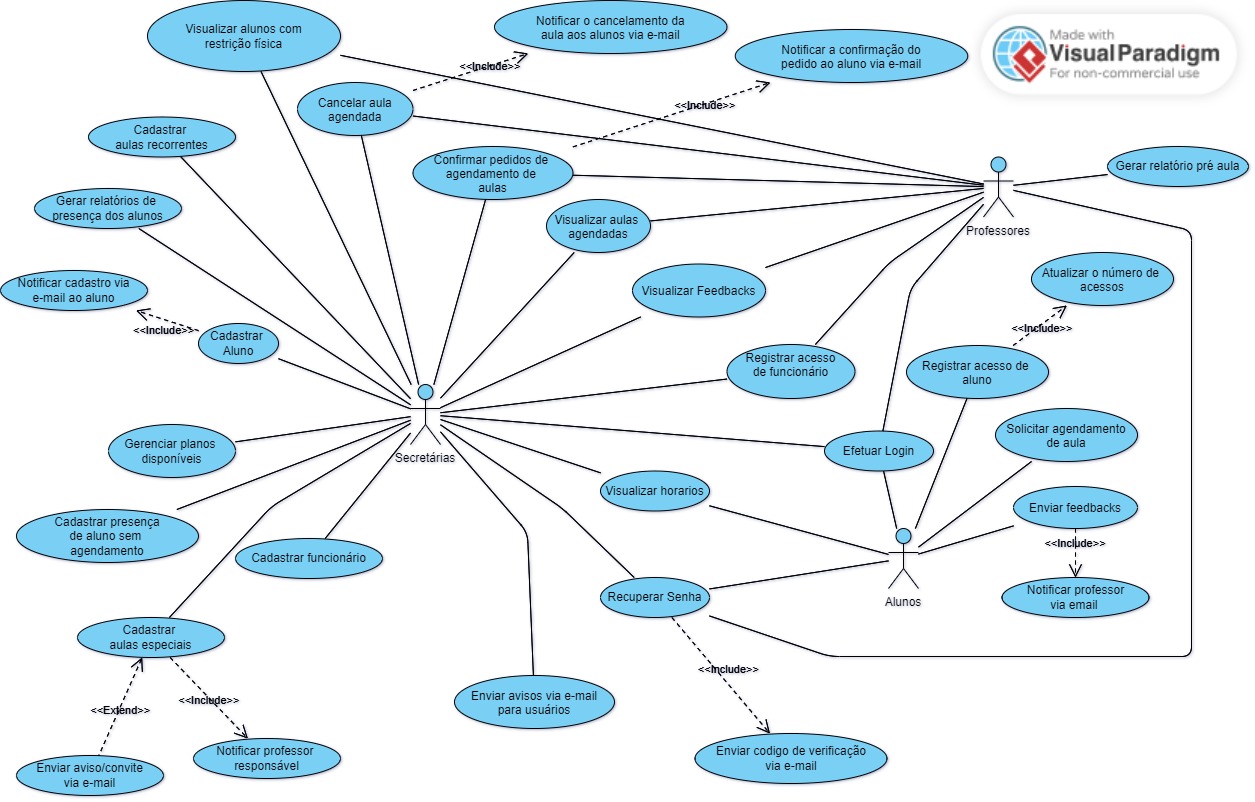 Visualizar alunos com
restrição física
Notificar o cancelamento da
aula aos alunos via e-mail
Notificar a confirmação do
pedido ao aluno via e-mail
Made with
Visual Paradigm
For non-commercial use
<<Include>>
<<Include>>
Cancelar aula
agendada
Cadastrar
aulas recorrentes
Confirmar pedidos de
agendamento de
aulas
Gerar relatório pré aula
Gerar relatórios de
presença dos alunos
Visualizar aulas
agendadas
Professores
Notificar cadastro via
e-mail ao aluno
Visualizar Feedbacks
Atualizar o número de
acessos
<<Include>>
<<Include>>
Cadastrar
Aluno
Registrar acesso
de funcionário
Registrar acesso de
aluno
Gerenciar planos
disponíveis
Secretárias
Efetuar Login
Solicitar agendamento
de aula
Visualizar horarios
Enviar feedbacks
Cadastrar presença
de aluno sem
agendamento
Cadastrar funcionário
<<Include>>
Recuperar Senha
Alunos
Notificar professor
via email
Cadastrar
aulas especiais
<<Include>>
<<Extend>>
<<Include>>
Enviar avisos via e-mail
para usuários
Enviar aviso/convite
via e-mail
Notificar professor
responsável
Enviar codigo de verificação
via e-mail